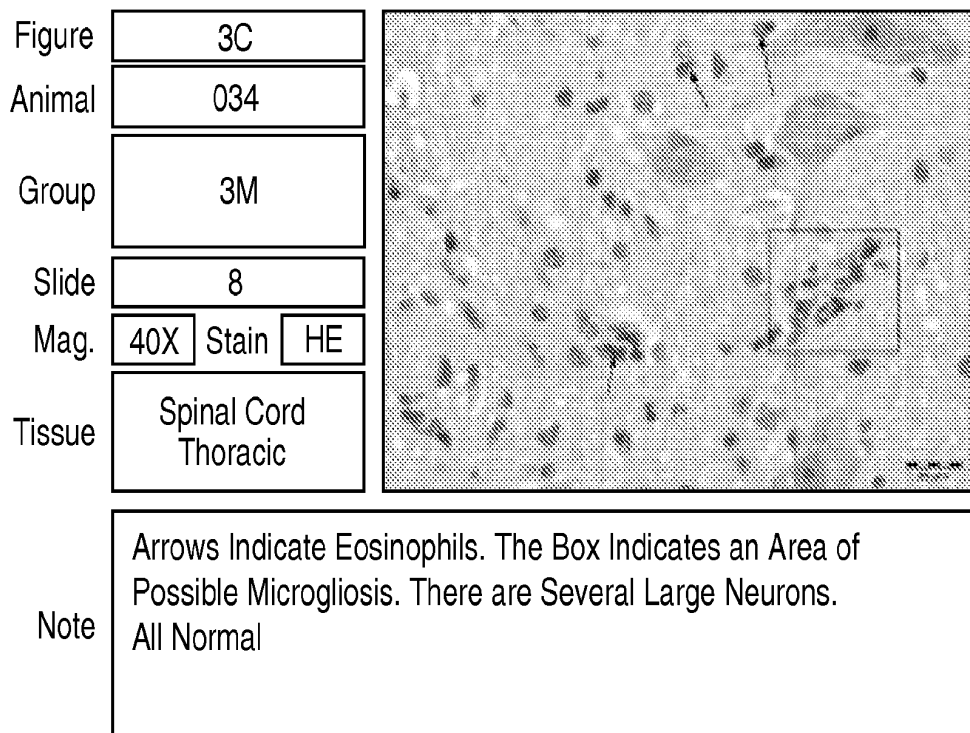 Figure 3C
Animal 034
Group 3M
Slide 8
Mag. 40X Stain HE
Tissue Spinal Cord
Thoracic
Note Arrows Indicate Eosinophils. The Box Indicates an Area of
Possible Microgliosis. There are Several Large Neurons.
All Normal